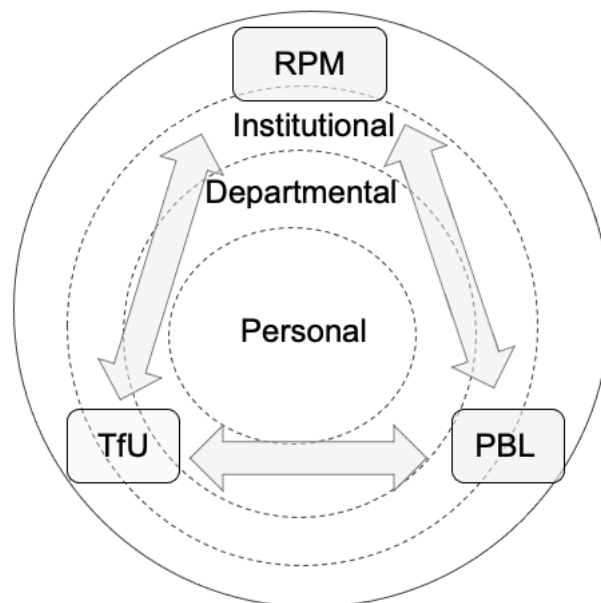 RPM
Institutional
Departmental
Personal
TfU
PBL